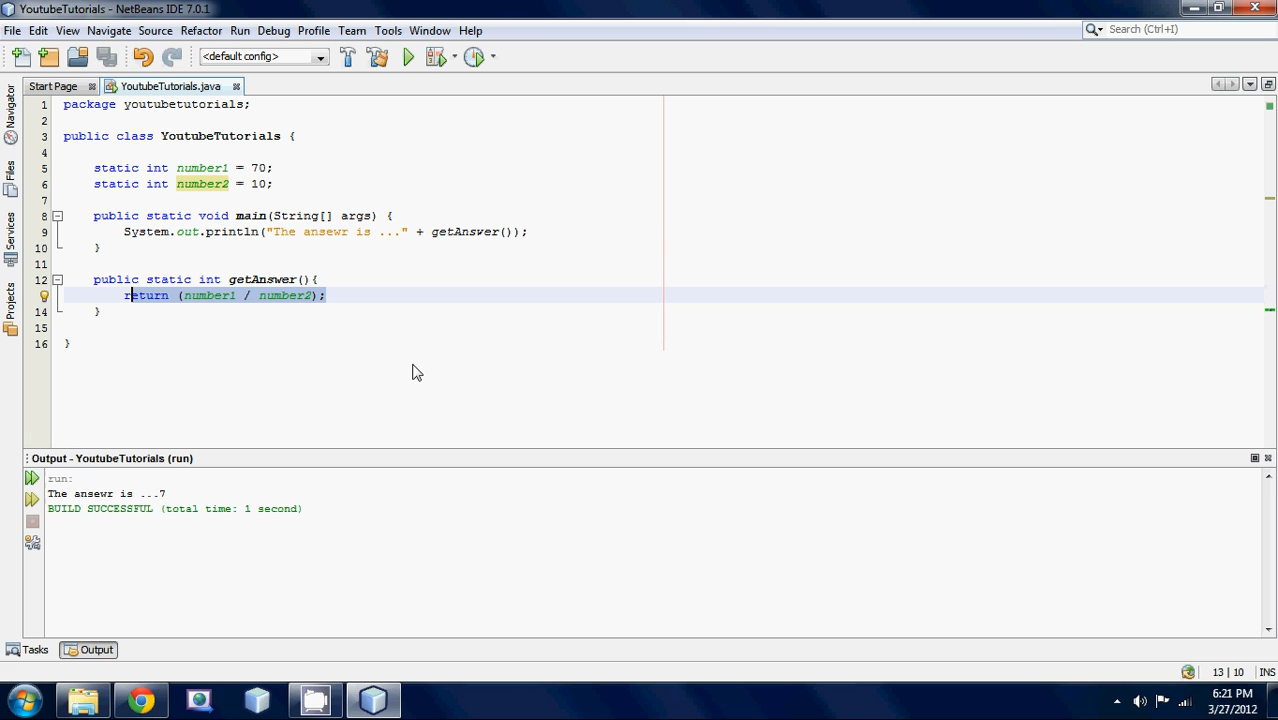 YoutubeTutorials - NetBeans IDE 7.0.1
File Edit View Navigate Source Refactor Run Debug Profile Team Tools Window Help
Search (Ctrl+I)
<default config>
Start Page YoutubeTutorials.java
Navigator
Files
Services
Projects
1 package youtubetutorials;
2
3 public class YoutubeTutorials {
4
5 static int number1 = 70;
6 static int number2 = 10;
7
8 public static void main(String[] args) {
9 System.out.println("The ansewr is ..." + getAnswer());
10 }
11
12 public static int getAnswer(){
return (number1 / number2);
14 }
15
16 }
Output - YoutubeTutorials (run)
run:
The ansewr is ...7
BUILD SUCCESSFUL (total time: 1 second)
Tasks Output
13 | 10 INS
6:21 PM
3/27/2012